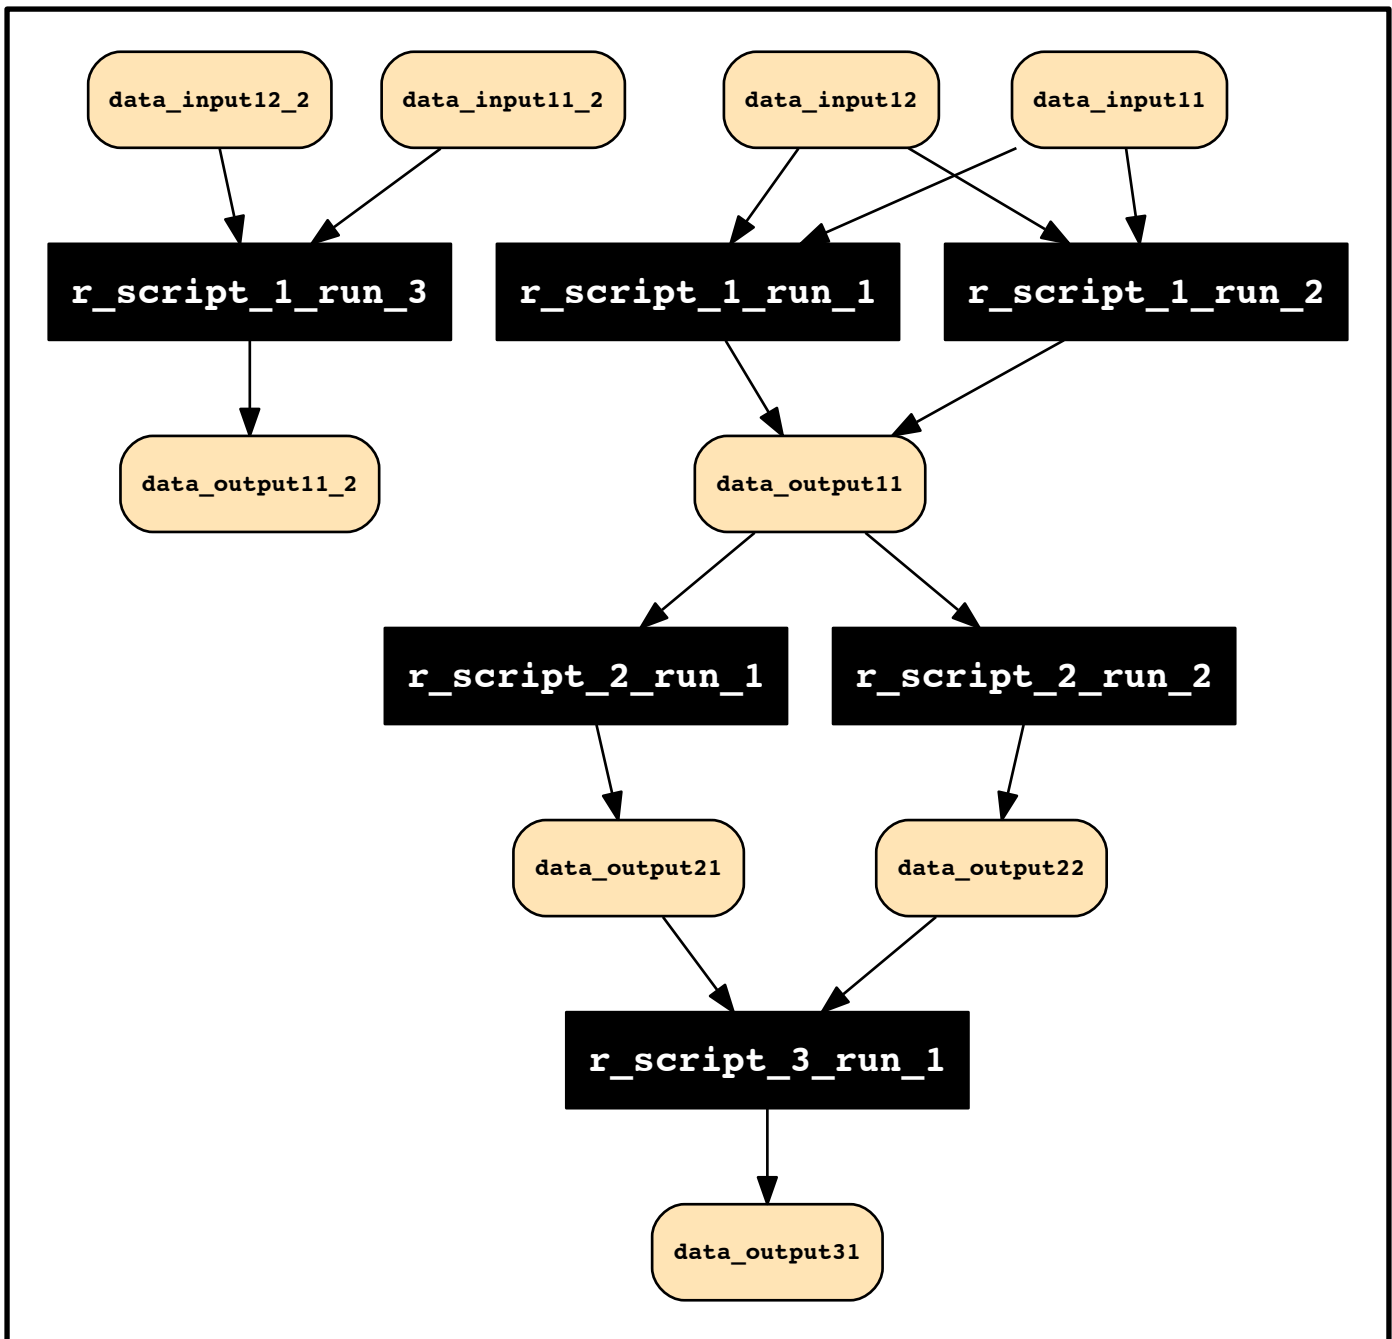 data_input12_2
data_input11_2
data_input12
data_input11
r_script_1_run_3
r_script_1_run_1
r_script_1_run_2
data_output11_2
data_output11
r_script_2_run_1
r_script_2_run_2
data_output21
data_output22
r_script_3_run_1
data_output31